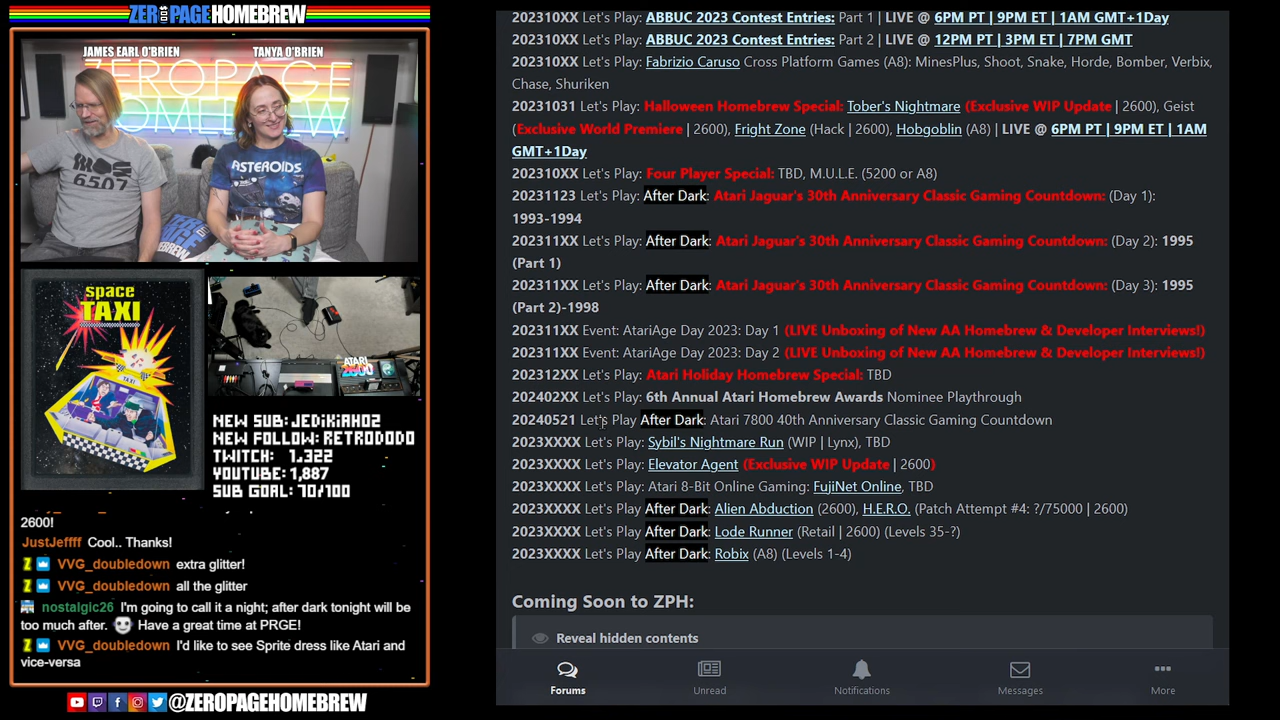 ZEROPAGE HOMEBREW
JAMES EARL O'BRIEN
TANYA O'BRIEN
ZEROPAGE
HOMEBREW
MOS
6507
ASTEROIDS
space
TAXI
TAXI
ATARI
2600
NEW SUB: JEDIKAH02
NEW FOLLOW: RETRODODO
TWITCH: 1,322
YOUTUBE: 1,887
SUB GOAL: 70/100
2600!
JustJeffff Cool.. Thanks!
Z VVG_doubledown extra glitter!
Z VVG_doubledown all the glitter
nostalgic26 I'm going to call it a night; after dark tonight will be
too much after. Have a great time at PRGE!
Z VVG_doubledown I'd like to see Sprite dress like Atari and
vice-versa
@ZEROPAGEHOMEBREW
202310XX Let's Play: ABBUC 2023 Contest Entries: Part 1 | LIVE @ 6PM PT | 9PM ET | 1AM GMT+1Day
202310XX Let's Play: ABBUC 2023 Contest Entries: Part 2 | LIVE @ 12PM PT | 3PM ET | 7PM GMT
202310XX Let's Play: Fabrizio Caruso Cross Platform Games (A8): MinesPlus, Shoot, Snake, Horde, Bomber, Verbix,
Chase, Shuriken
20231031 Let's Play: Halloween Homebrew Special: Tober's Nightmare (Exclusive WIP Update | 2600), Geist
(Exclusive World Premiere | 2600), Fright Zone (Hack | 2600), Hobgoblin (A8) | LIVE @ 6PM PT | 9PM ET | 1AM
GMT+1Day
202310XX Let's Play: Four Player Special: TBD, M.U.L.E. (5200 or A8)
20231123 Let's Play: After Dark: Atari Jaguar's 30th Anniversary Classic Gaming Countdown: (Day 1):
1993-1994
202311XX Let's Play: After Dark: Atari Jaguar's 30th Anniversary Classic Gaming Countdown: (Day 2): 1995
(Part 1)
202311XX Let's Play: After Dark: Atari Jaguar's 30th Anniversary Classic Gaming Countdown: (Day 3): 1995
(Part 2)-1998
202311XX Event: AtariAge Day 2023: Day 1 (LIVE Unboxing of New AA Homebrew & Developer Interviews!)
202311XX Event: AtariAge Day 2023: Day 2 (LIVE Unboxing of New AA Homebrew & Developer Interviews!)
202312XX Let's Play: Atari Holiday Homebrew Special: TBD
202402XX Let's Play: 6th Annual Atari Homebrew Awards Nominee Playthrough
20240521 Let's Play After Dark: Atari 7800 40th Anniversary Classic Gaming Countdown
2023XXXX Let's Play: Sybil's Nightmare Run (WIP | Lynx), TBD
2023XXXX Let's Play: Elevator Agent (Exclusive WIP Update | 2600)
2023XXXX Let's Play: Atari 8-Bit Online Gaming: FujiNet Online, TBD
2023XXXX Let's Play After Dark: Alien Abduction (2600), H.E.R.O. (Patch Attempt #4: ?/75000 | 2600)
2023XXXX Let's Play After Dark: Lode Runner (Retail | 2600) (Levels 35-?)
2023XXXX Let's Play After Dark: Robix (A8) (Levels 1-4)
Coming Soon to ZPH:
Reveal hidden contents
Forums
Unread
Notifications
Messages
More